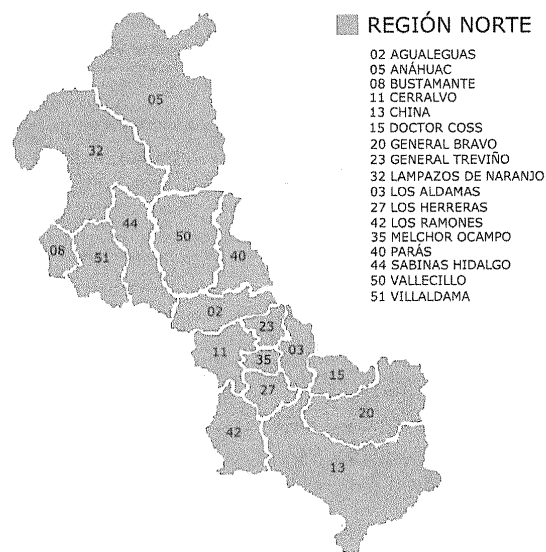 REGIÓN NORTE
02 AGUALEGUAS
05 ANÁHUAC
08 BUSTAMANTE
11 CERRALVO
13 CHINA
15 DOCTOR COSS
20 GENERAL BRAVO
23 GENERAL TREVIÑO
32 LAMPAZOS DE NARANJO
03 LOS ALDAMAS
27 LOS HERRERAS
42 LOS RAMONES
35 MELCHOR OCAMPO
40 PARÁS
44 SABINAS HIDALGO
50 VALLECILLO
51 VILLALDAMA
05
32
44
50
08
51
40
02
23
11
35
03
15
27
20
42
13